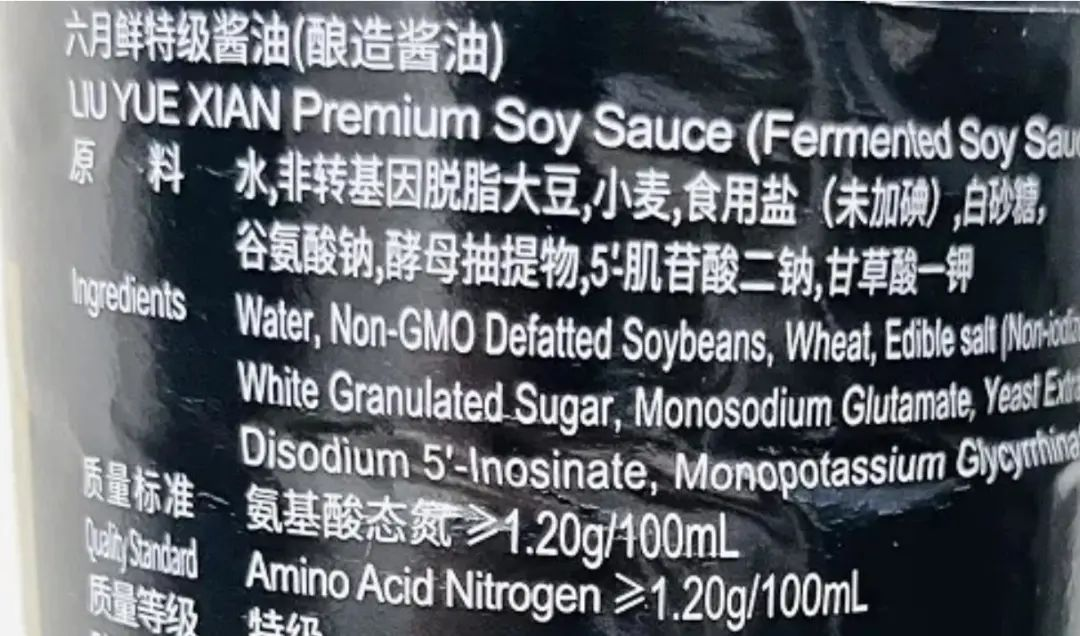 六月鲜特级酱油(酿造酱油)
LIU YUE XIAN Premium Soy Sauce (Fermented Soy
原 料 水,非转基因脱脂大豆,小麦,食用盐（未加碘）,白砂糖,
谷氨酸钠,酵母抽提物,5′-肌苷酸二钠,甘草酸一钾
Ingredients Water, Non-GMO Defatted Soybeans, Wheat, Edible salt
White Granulated Sugar, Monosodium Glutamate, Yeast
Disodium 5′-Inosinate, Monopotassium
质量标准 氨基酸态氮⩾1.20g/100mL
Quality Standard Amino Acid Nitrogen ⩾1.20g/100mL
质量等级 特级